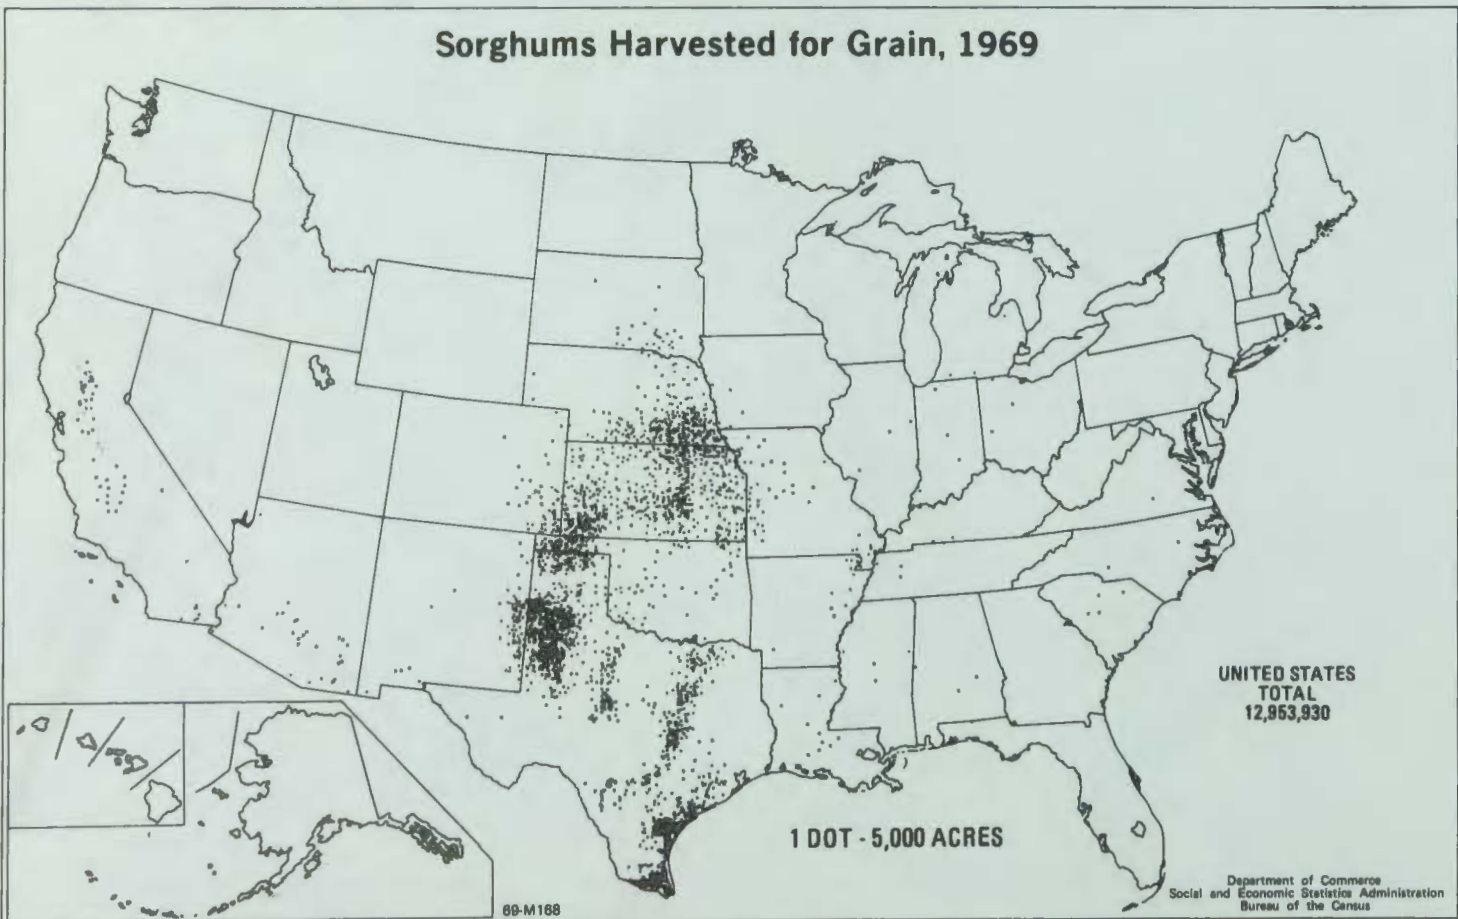 Sorghums Harvested for Grain, 1969
UNITED STATES
TOTAL
12,953,930
1 DOT - 5,000 ACRES
Department of Commerce
Social and Economic Statistics Administration
Bureau of the Census
69-M168